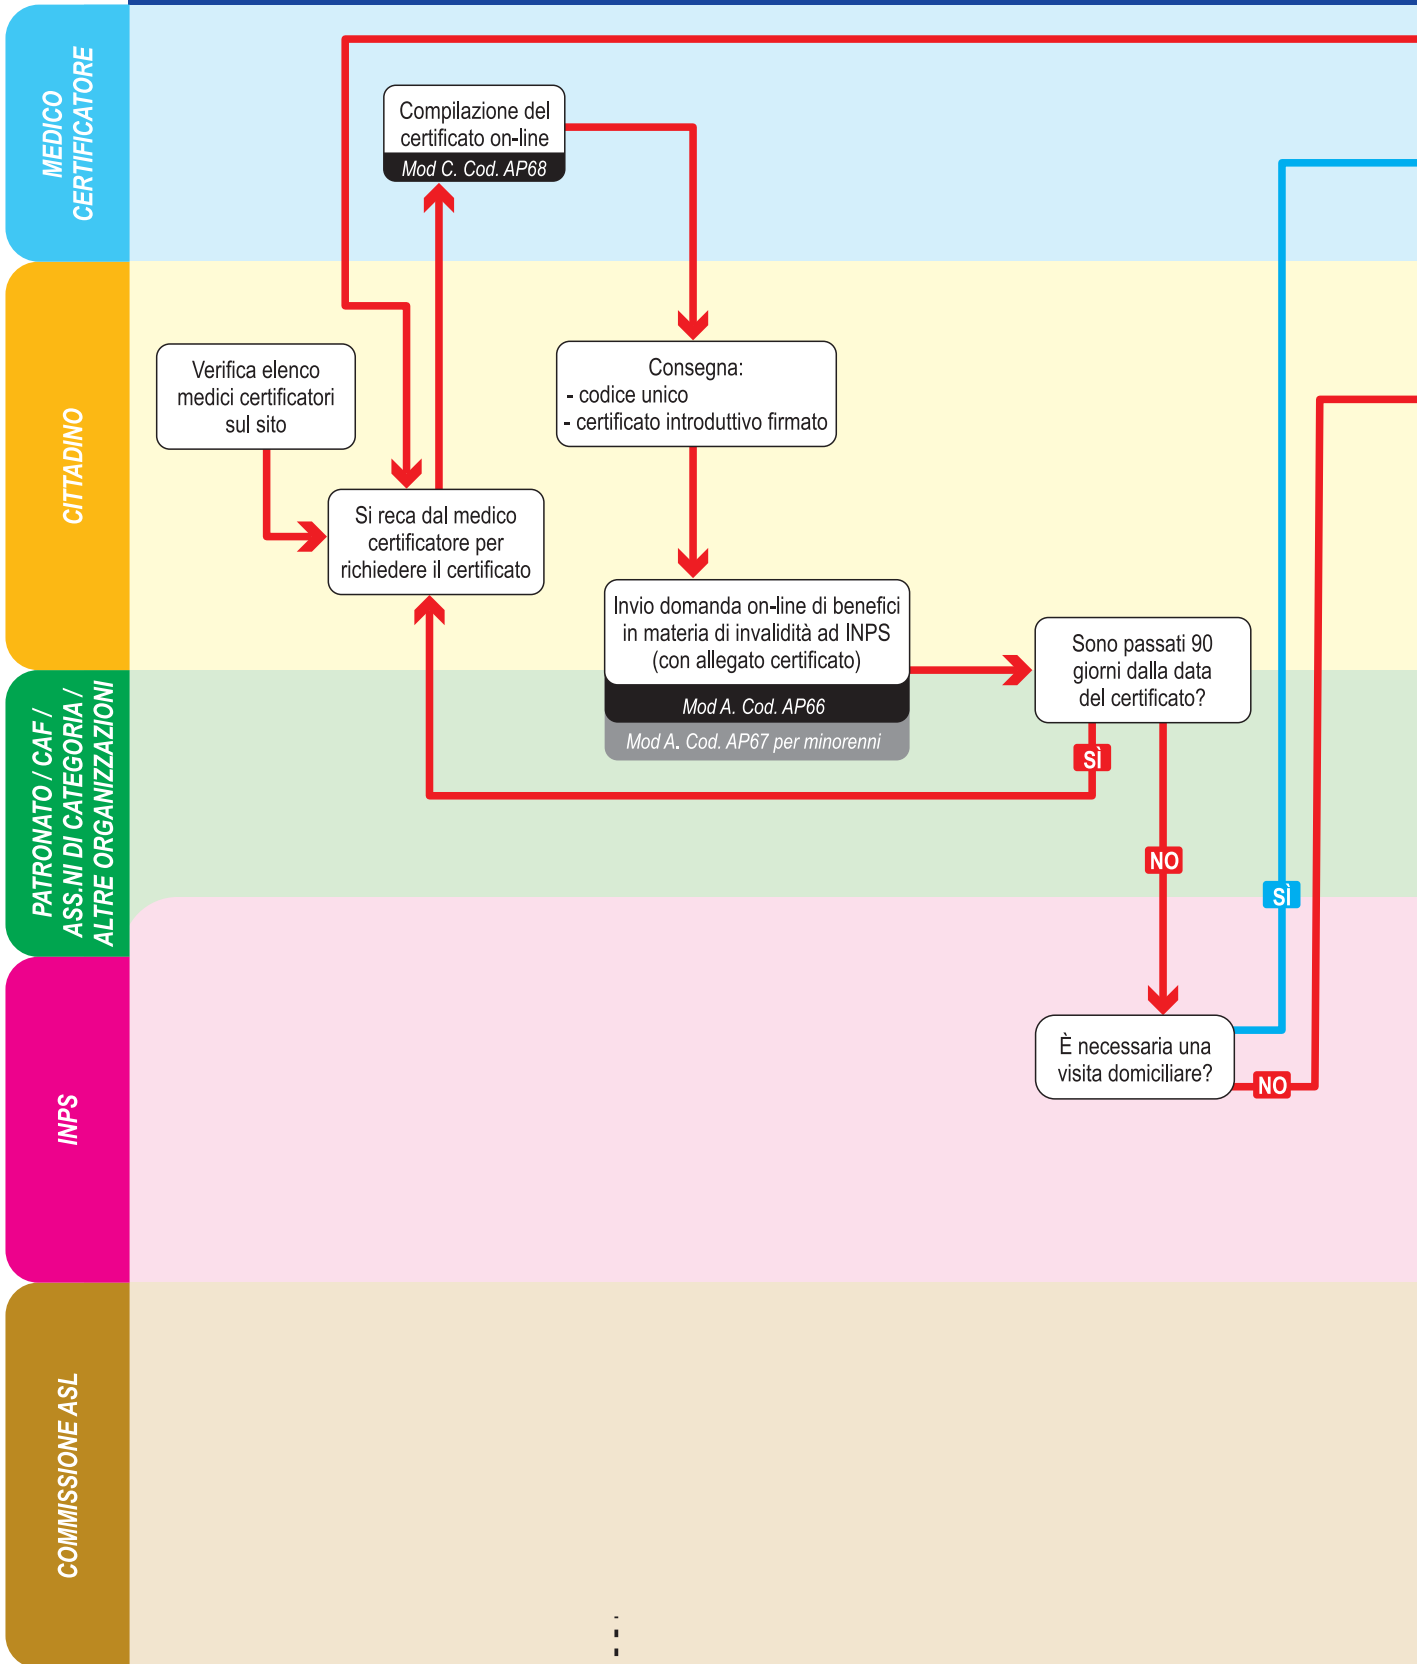 MEDICO
CERTIFICATORE
Compilazione del
certificato on-line
Mod C. Cod. AP68
CITTADINO
Verifica elenco
medici certificatori
sul sito
Consegna:
- codice unico
- certificato introduttivo firmato
Si reca dal medico
certificatore per
richiedere il certificato
Invio domanda on-line di benefici
in materia di invalidità ad INPS
(con allegato certificato)
Mod A. Cod. AP66
Mod A. Cod. AP67 per minorenni
Sono passati 90
giorni dalla data
del certificato?
SÌ
NO
SÌ
PATRONATO / CAF /
ASS.NI DI CATEGORIA /
ALTRE ORGANIZZAZIONI
INPS
È necessaria una
visita domiciliare?
NO
COMMISSIONE ASL